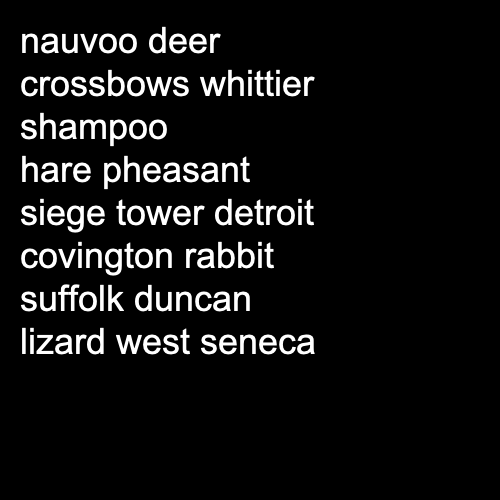 nauvoo deer
crossbows whittier
shampoo
hare pheasant
siege tower detroit
covington rabbit
suffolk duncan
lizard west seneca